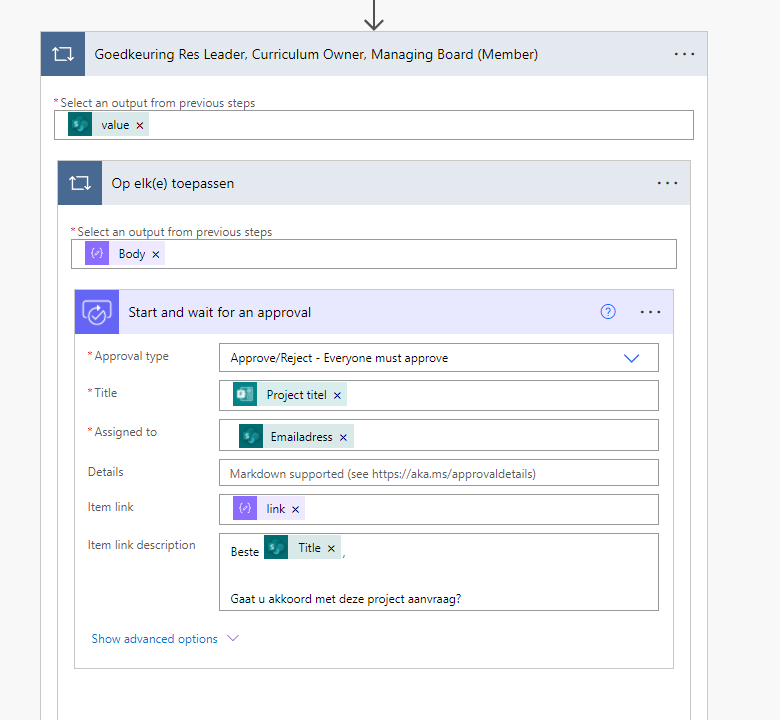 Goedkeuring Res Leader, Curriculum Owner, Managing Board (Member)
* Select an output from previous steps
value ×
Op elk(e) toepassen
* Select an output from previous steps
Body ×
Start and wait for an approval
* Approval type
Approve/Reject - Everyone must approve
* Title
Project titel ×
* Assigned to
Emailadress ×
Details
Markdown supported (see https://aka.ms/approvaldetails)
Item link
link ×
Item link description
Beste Title × ,
Gaat u akkoord met deze project aanvraag?
Show advanced options